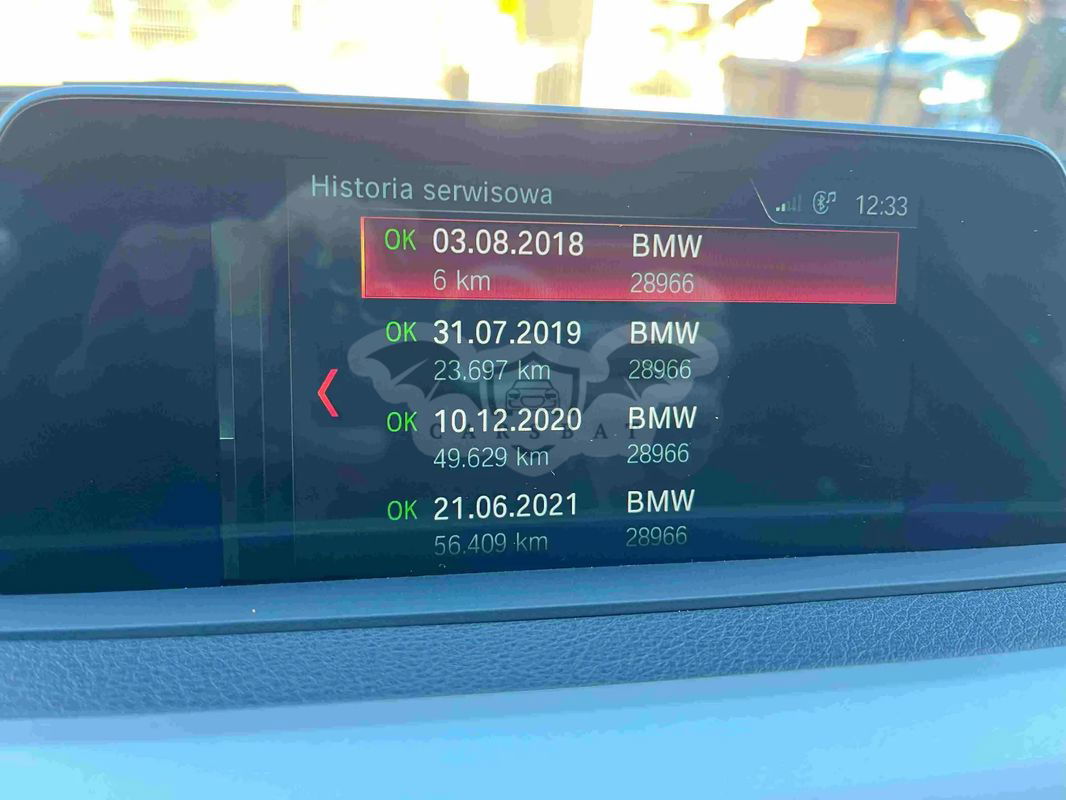 Historia serwisowa
12:33
OK 03.08.2018 BMW
6 km 28966
OK 31.07.2019 BMW
23.697 km 28966
OK 10.12.2020 BMW
CARSBAT
49.629 km 28966
OK 21.06.2021 BMW
56.409 km 28966